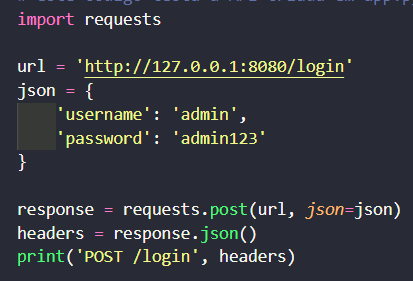 import requests
url = 'http://127.0.0.1:8080/login'
json = {
    'username': 'admin',
    'password': 'admin123'
}
response = requests.post(url, json=json)
headers = response.json()
print('POST /login', headers)